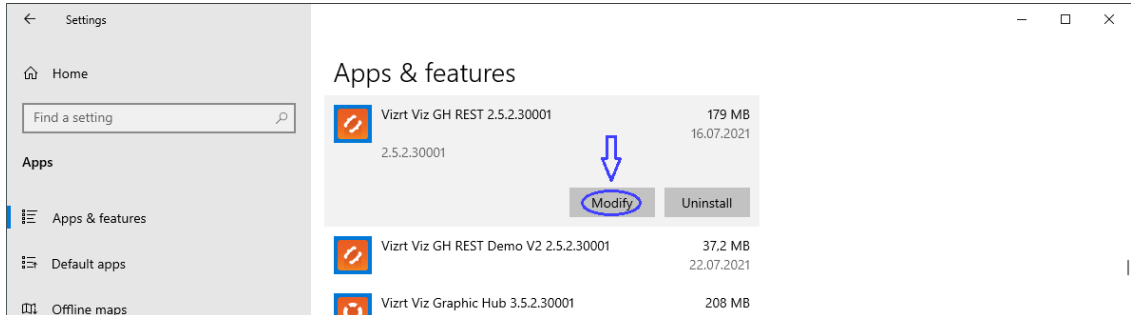 Settings
Home
Find a setting
Apps
Apps & features
Default apps
Offline maps
Apps & features
Vizrt Viz GH REST 2.5.2.30001
179 MB
16.07.2021
2.5.2.30001
Modify
Uninstall
Vizrt Viz GH REST Demo V2 2.5.2.30001
37,2 MB
22.07.2021
Vizrt Viz Graphic Hub 3.5.2.30001
208 MB